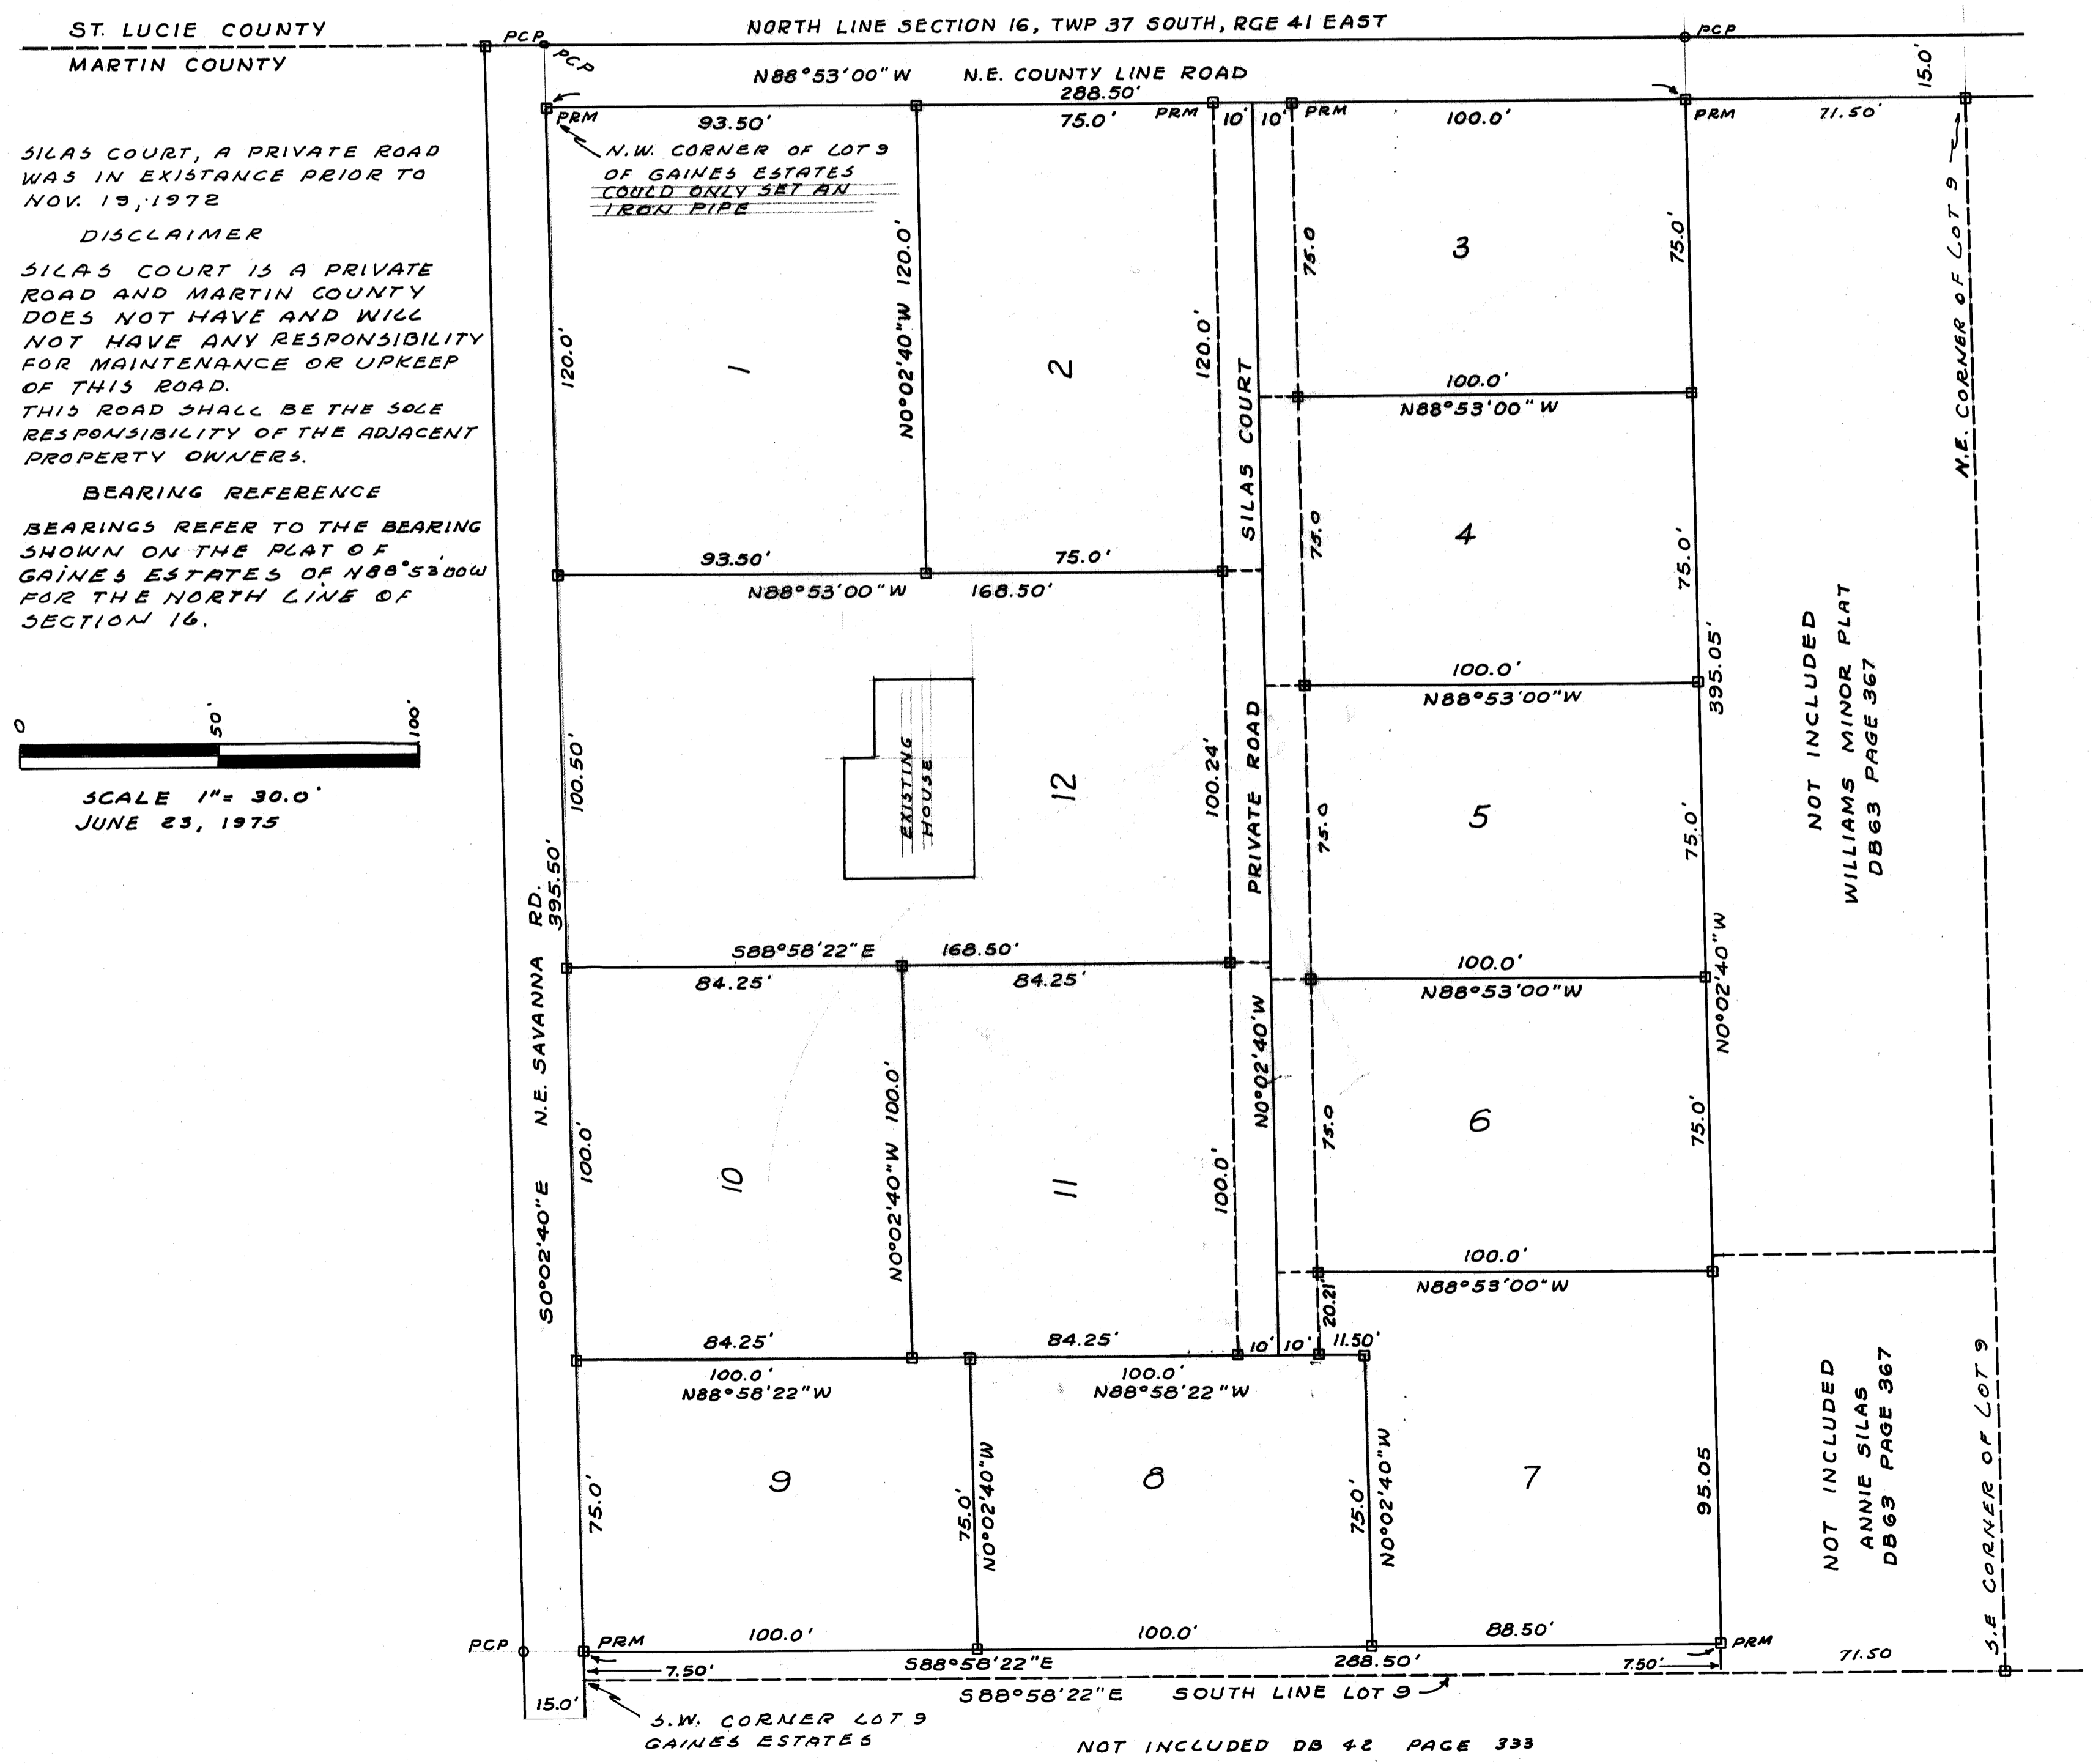 ST. LUCIE COUNTY
MARTIN COUNTY
PCP
PCP
NORTH LINE SECTION 16, TWP 37 SOUTH, RGE 41 EAST
PCP
N88°53'00"W N.E. COUNTY LINE ROAD
288.50'
15.0'
PRM
93.50'
75.0'
PRM
10'
10'
PRM
100.0'
PRM
71.50'
N.W. CORNER OF LOT 9
OF GAINES ESTATES
COULD ONLY SET AN
IRON PIPE
SILAS COURT, A PRIVATE ROAD
WAS IN EXISTANCE PRIOR TO
NOV. 19, 1972
DISCLAIMER
SILAS COURT IS A PRIVATE
ROAD AND MARTIN COUNTY
DOES NOT HAVE AND WILL
NOT HAVE ANY RESPONSIBILITY
FOR MAINTENANCE OR UPKEEP
OF THIS ROAD.
THIS ROAD SHALL BE THE SOLE
RESPONSIBILITY OF THE ADJACENT
PROPERTY OWNERS.
BEARING REFERENCE
BEARINGS REFER TO THE BEARING
SHOWN ON THE PLAT OF
GAINES ESTATES OF N88°53'00W
FOR THE NORTH LINE OF
SECTION 16.
0
50'
100'
SCALE 1"= 30.0'
JUNE 23, 1975
120.0'
1
N0°02'40"W 120.0'
2
120.0'
SILAS COURT
75.0
3
75.0'
N.E. CORNER OF LOT 9
100.0'
N88°53'00"W
93.50'
75.0'
N88°53'00"W 168.50'
75.0
4
75.0'
395.05'
100.0'
N88°53'00"W
100.50'
EXISTING
HOUSE
12
100.24'
PRIVATE ROAD
75.0
5
75.0'
NOT INCLUDED
WILLIAMS MINOR PLAT
DB63 PAGE 367
395.50'
S0°02'40"E N.E. SAVANNA RD.
S88°58'22"E 168.50'
84.25'
84.25'
100.0'
N88°53'00"W
N0°02'40"W
100.0'
10
N0°02'40"W 100.0'
11
100.0'
N0°02'40"W
75.0
6
75.0'
100.0'
N88°53'00"W
20.21'
84.25'
84.25'
10'
10'
11.50'
100.0'
N88°58'22"W
100.0'
N88°58'22"W
75.0'
9
75.0'
N0°02'40"W
8
75.0'
N0°02'40"W
7
95.05
NOT INCLUDED
ANNIE SILAS
DB63 PAGE 367
S.E CORNER OF LOT 9
PCP
PRM
100.0'
100.0'
88.50'
PRM
7.50'
S88°58'22"E
288.50'
7.50'
71.50
S88°58'22"E SOUTH LINE LOT 9
15.0'
S.W. CORNER LOT 9
GAINES ESTATES
NOT INCLUDED DB 42 PAGE 333